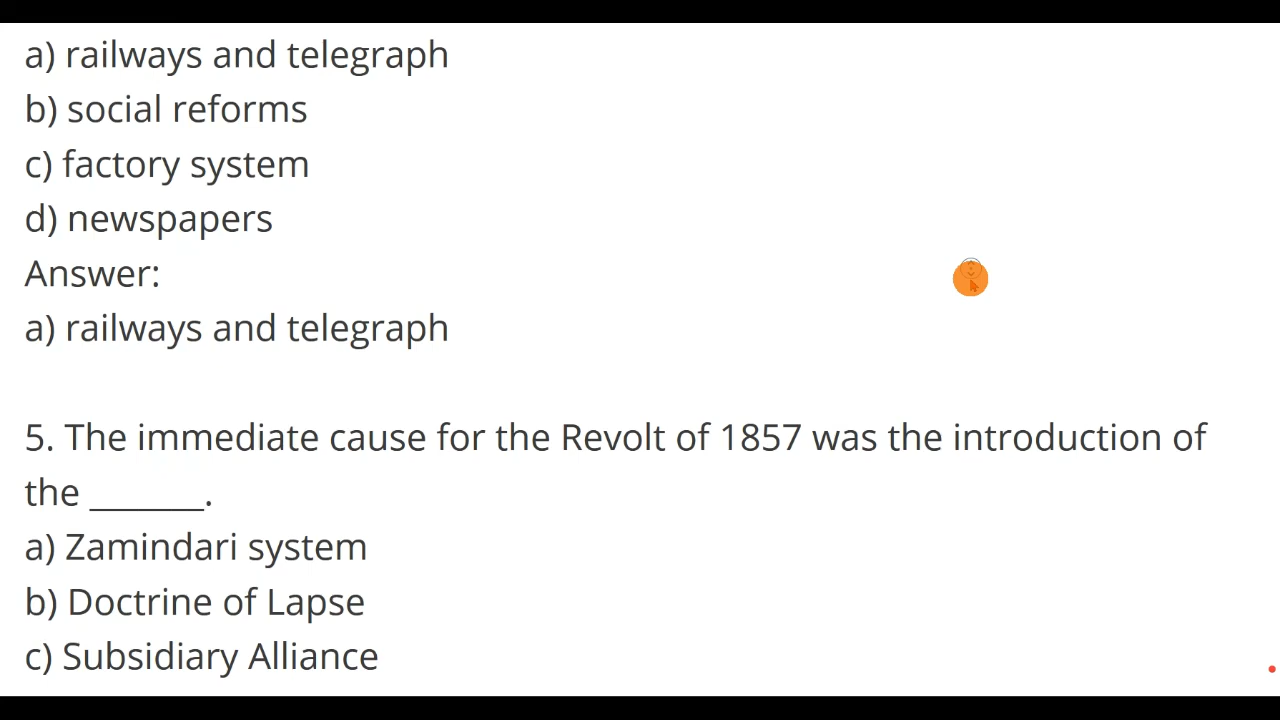 a) railways and telegraph
b) social reforms
c) factory system
d) newspapers
Answer:
a) railways and telegraph
5. The immediate cause for the Revolt of 1857 was the introduction of
the _______.
a) Zamindari system
b) Doctrine of Lapse
c) Subsidiary Alliance